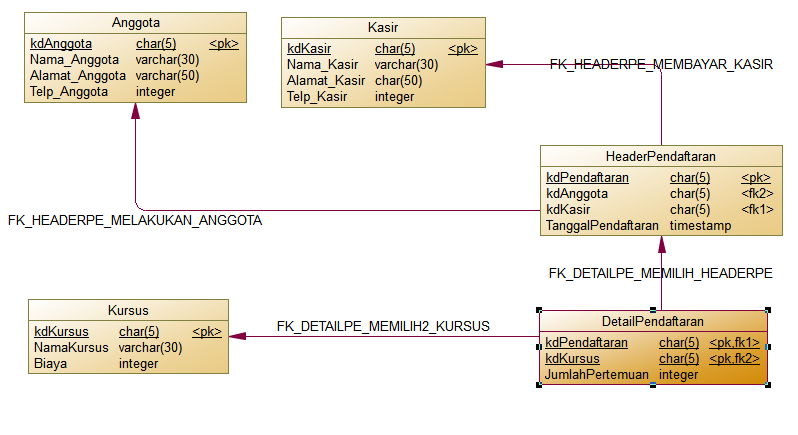 Anggota
kdAnggota char(5) <pk>
Nama_Anggota varchar(30)
Alamat_Anggota varchar(50)
Telp_Anggota integer
Kasir
kdKasir char(5) <pk>
Nama_Kasir varchar(30)
Alamat_Kasir char(50)
Telp_Kasir integer
FK_HEADERPE_MEMBAYAR_KASIR
HeaderPendaftaran
kdPendaftaran char(5) <pk>
kdAnggota char(5) <fk2>
kdKasir char(5) <fk1>
TanggalPendaftaran timestamp
FK_HEADERPE_MELAKUKAN_ANGGOTA
FK_DETAILPE_MEMILIH_HEADERPE
Kursus
kdKursus char(5) <pk>
NamaKursus varchar(30)
Biaya integer
FK_DETAILPE_MEMILIH2_KURSUS
DetailPendaftaran
kdPendaftaran char(5) <pk,fk1>
kdKursus char(5) <pk,fk2>
JumlahPertemuan integer